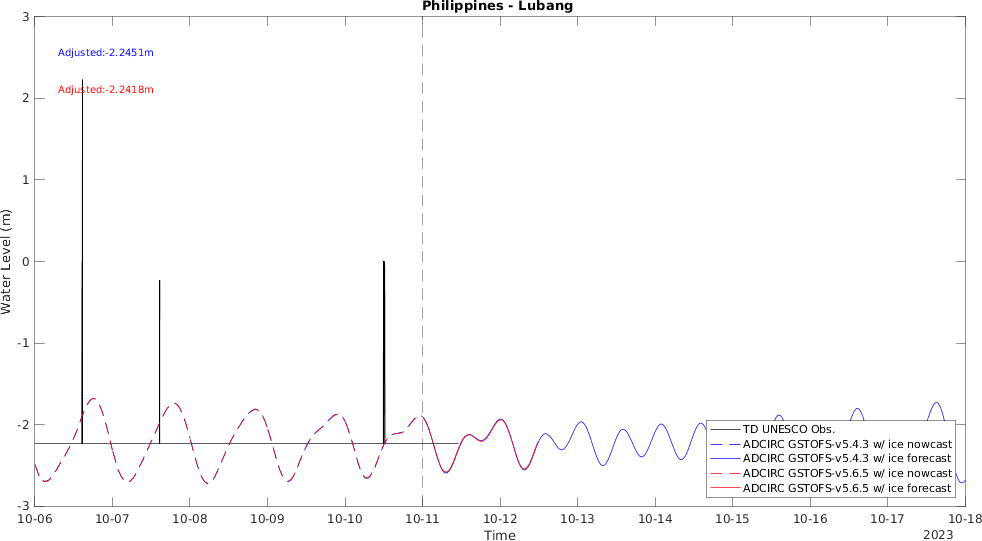 Philippines - Lubang
Adjusted:-2.2451m
Adjusted:-2.2418m
Water Level (m)
3
2
1
0
-1
-2
-3
TD UNESCO Obs.
ADCIRC GSTOFS-v5.4.3 w/ ice nowcast
ADCIRC GSTOFS-v5.4.3 w/ ice forecast
ADCIRC GSTOFS-v5.6.5 w/ ice nowcast
ADCIRC GSTOFS-v5.6.5 w/ ice forecast
10-06 10-07 10-08 10-09 10-10 10-11 10-12 10-13 10-14 10-15 10-16 10-17 10-18
Time
2023